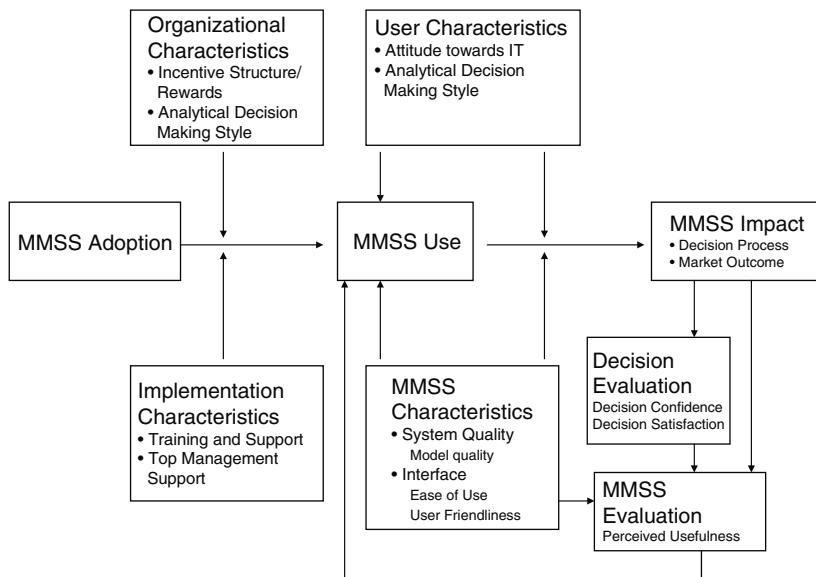 Organizational
Characteristics
• Incentive Structure/
Rewards
• Analytical Decision
Making Style
User Characteristics
• Attitude towards IT
• Analytical Decision
Making Style
MMSS Adoption
MMSS Use
MMSS Impact
• Decision Process
• Market Outcome
Implementation
Characteristics
• Training and Support
• Top Management
Support
MMSS
Characteristics
• System Quality
Model quality
• Interface
Ease of Use
User Friendliness
Decision
Evaluation
Decision Confidence
Decision Satisfaction
MMSS
Evaluation
Perceived Usefulness